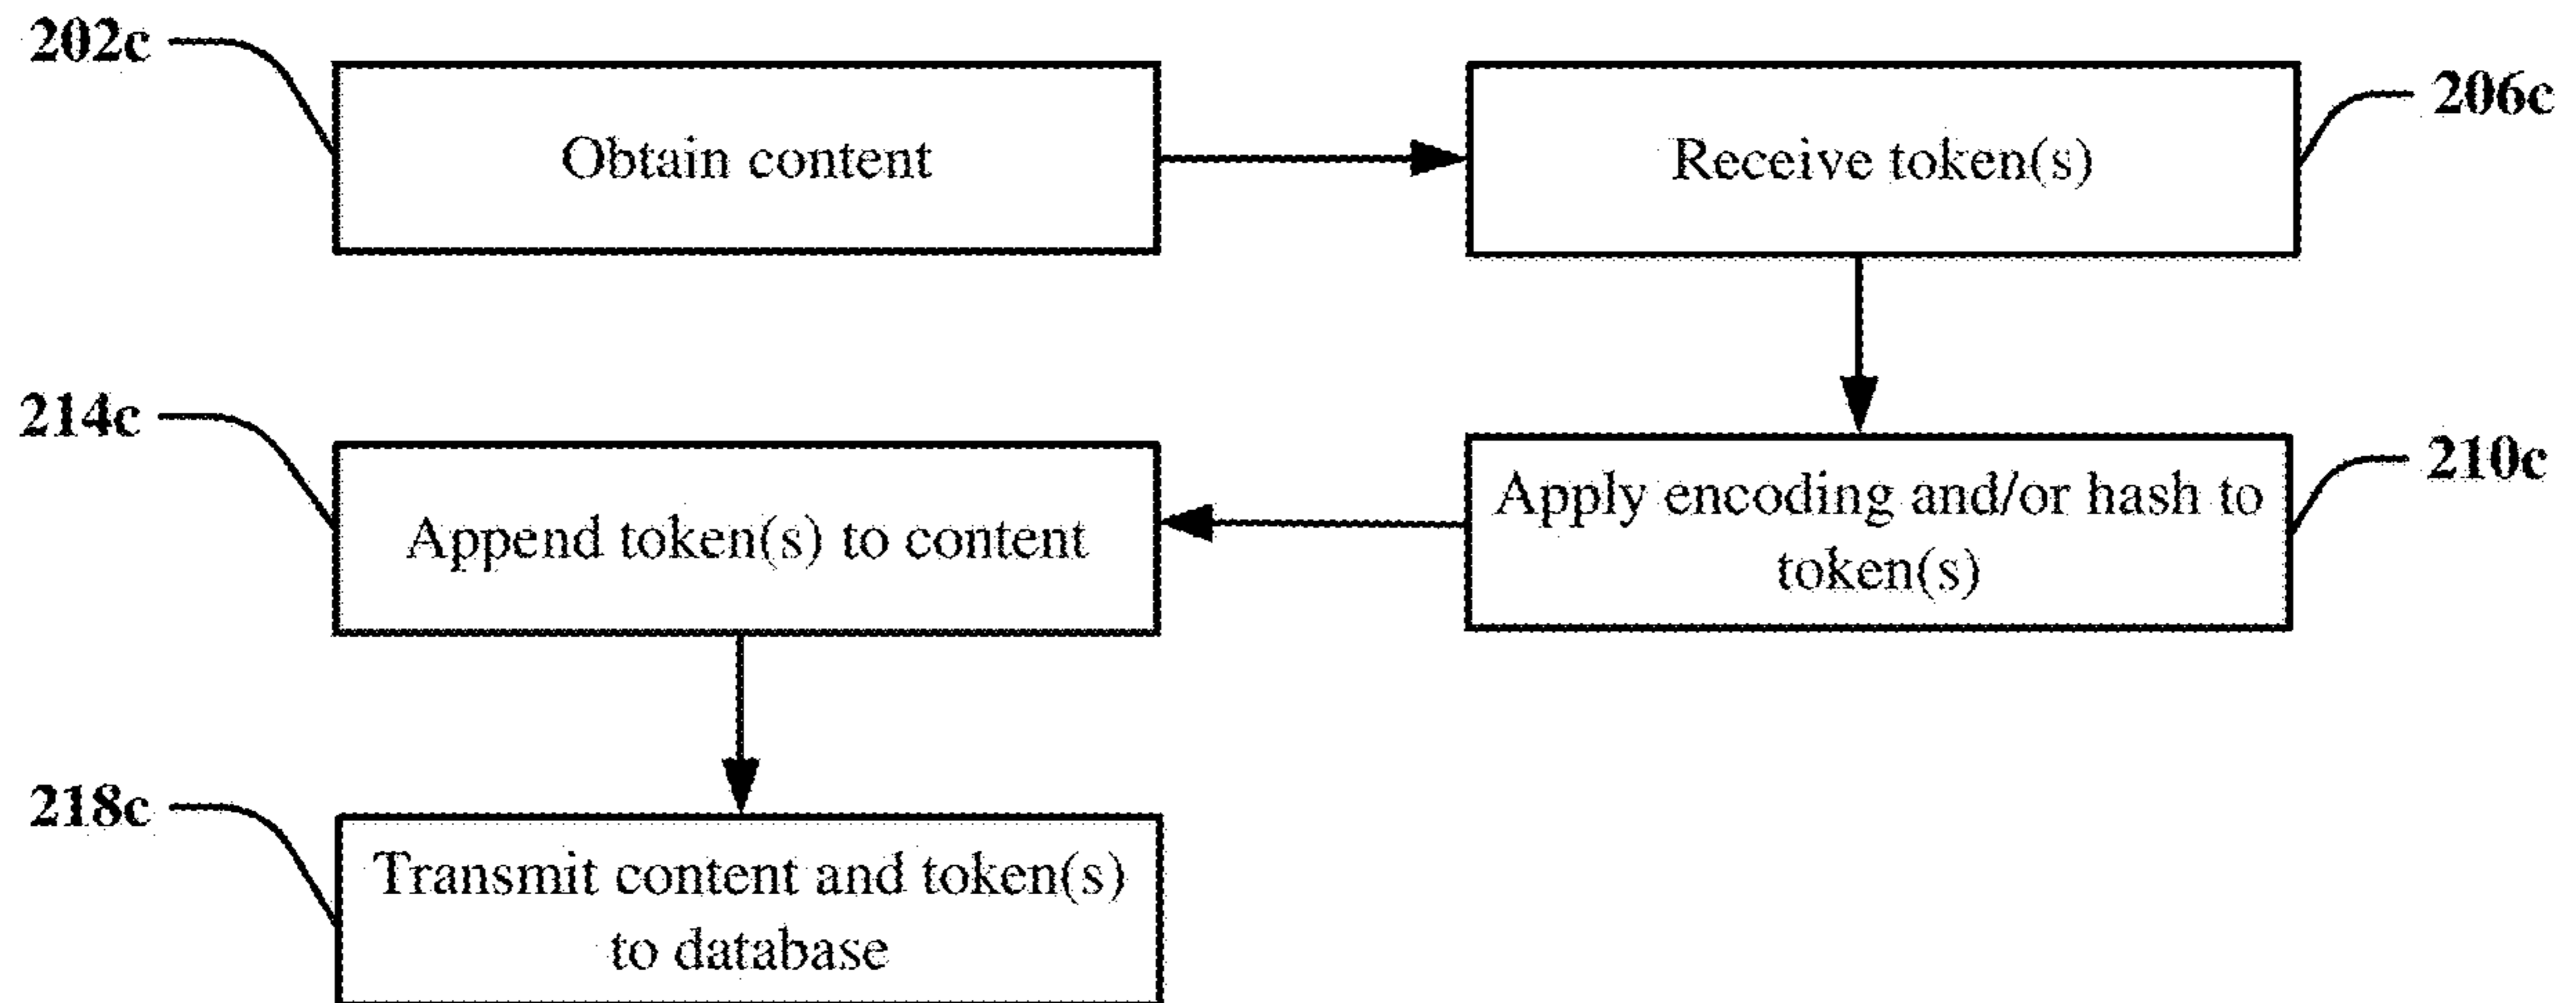 202c
Obtain content
Receive token(s)
206c
214c
Append token(s) to content
Apply encoding and/or hash to
token(s)
210c
218c
Transmit content and token(s)
to database